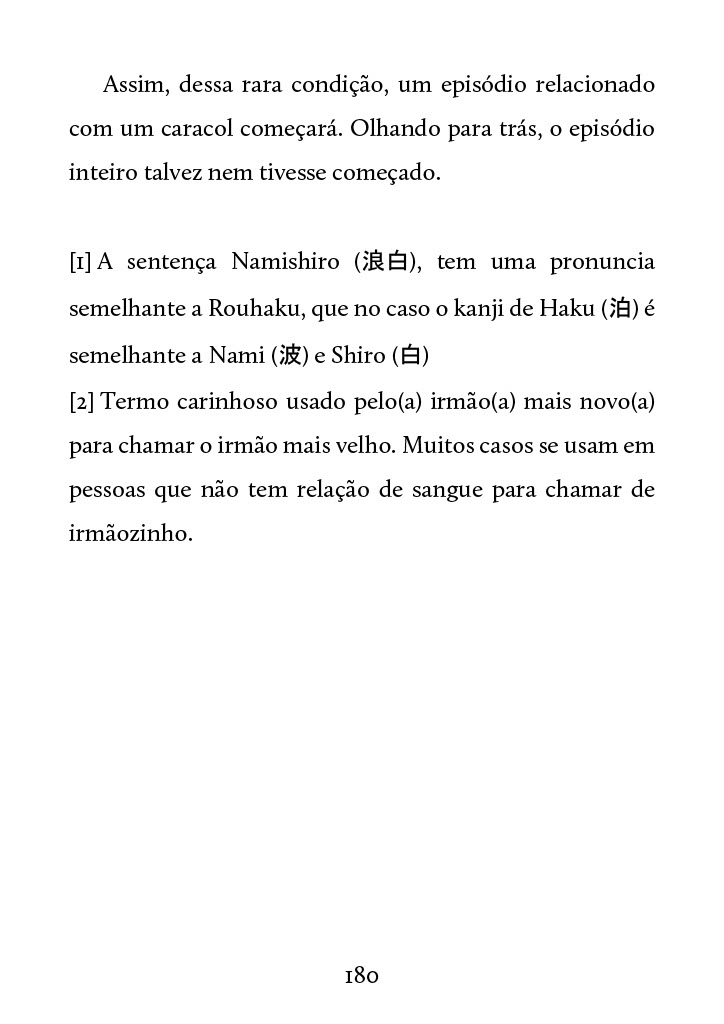 Assim, dessa rara condição, um episódio relacionado
com um caracol começará. Olhando para trás, o episódio
inteiro talvez nem tivesse começado.
[1] A sentença Namishiro (浪白), tem uma pronuncia
semelhante a Rouhaku, que no caso o kanji de Haku (泊) é
semelhante a Nami (波) e Shiro (白)
[2] Termo carinhoso usado pelo(a) irmão(a) mais novo(a)
para chamar o irmão mais velho. Muitos casos se usam em
pessoas que não tem relação de sangue para chamar de
irmãozinho.
180